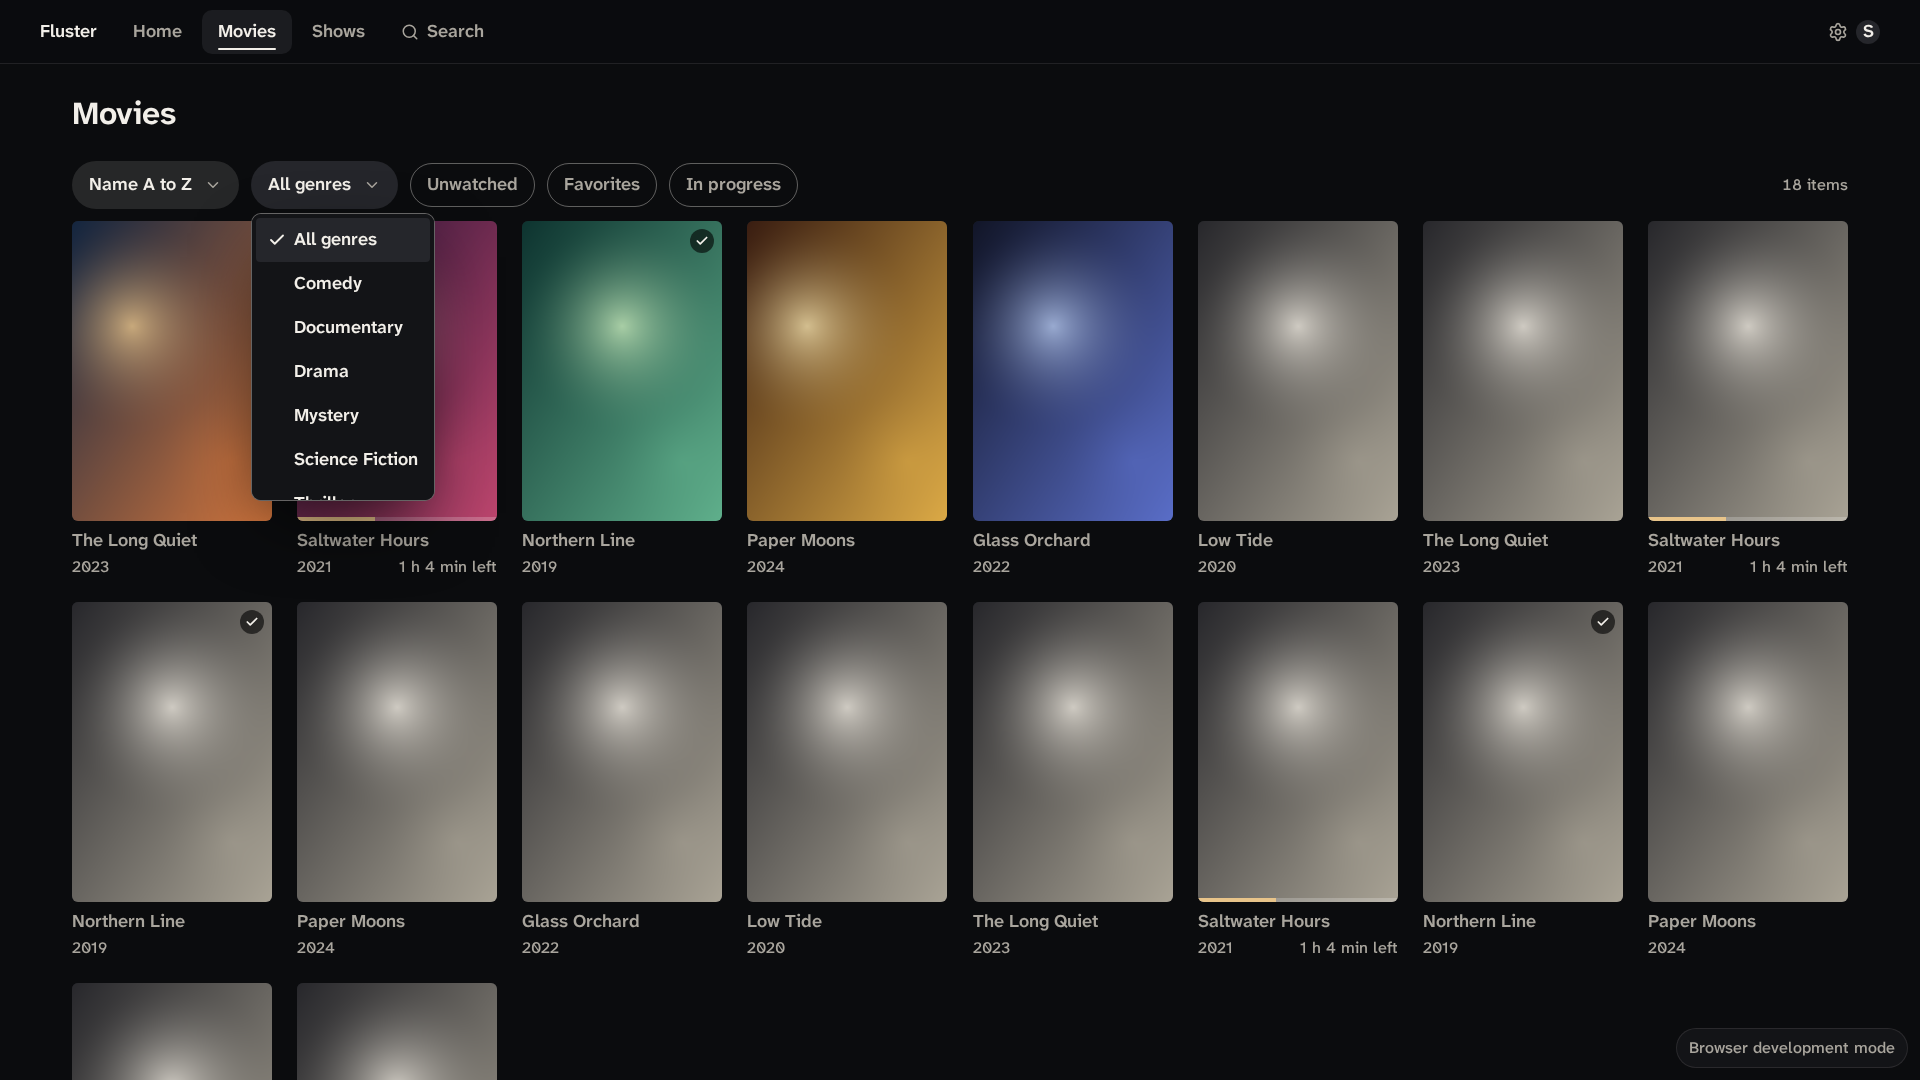 Fluster Home Movies Shows Search S
Movies
Name A to Z All genres Unwatched Favorites In progress 18 items
All genres
Comedy
Documentary
Drama
Mystery
Science Fiction
The Long Quiet Saltwater Hours Northern Line Paper Moons Glass Orchard Low Tide The Long Quiet Saltwater Hours
2023 2021 1 h 4 min left 2019 2024 2022 2020 2023 2021 1 h 4 min left
Northern Line Paper Moons Glass Orchard Low Tide The Long Quiet Saltwater Hours Northern Line Paper Moons
2019 2024 2022 2020 2023 2021 1 h 4 min left 2019 2024
Browser development mode